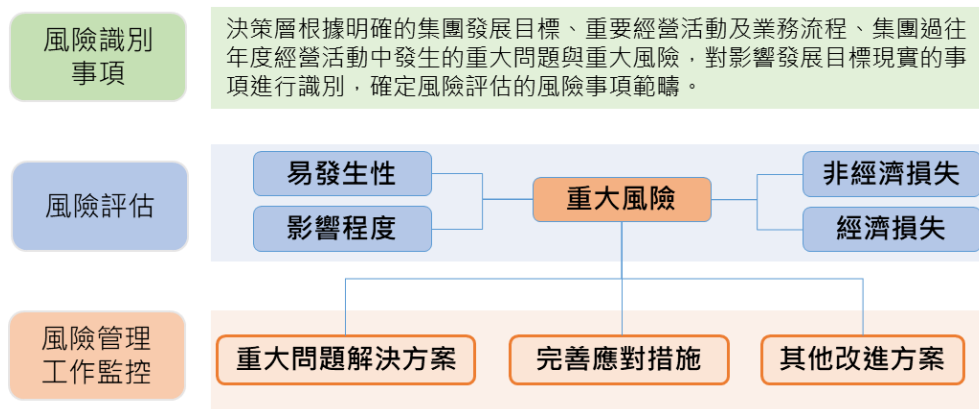 風險識別
事項
決策層根據明確的集團發展目標、重要經營活動及業務流程、集團過往
年度經營活動中發生的重大問題與重大風險，對影響發展目標現實的事
項進行識別，確定風險評估的風險事項範疇。
風險評估
易發生性
影響程度
重大風險
非經濟損失
經濟損失
風險管理
工作監控
重大問題解決方案
完善應對措施
其他改進方案